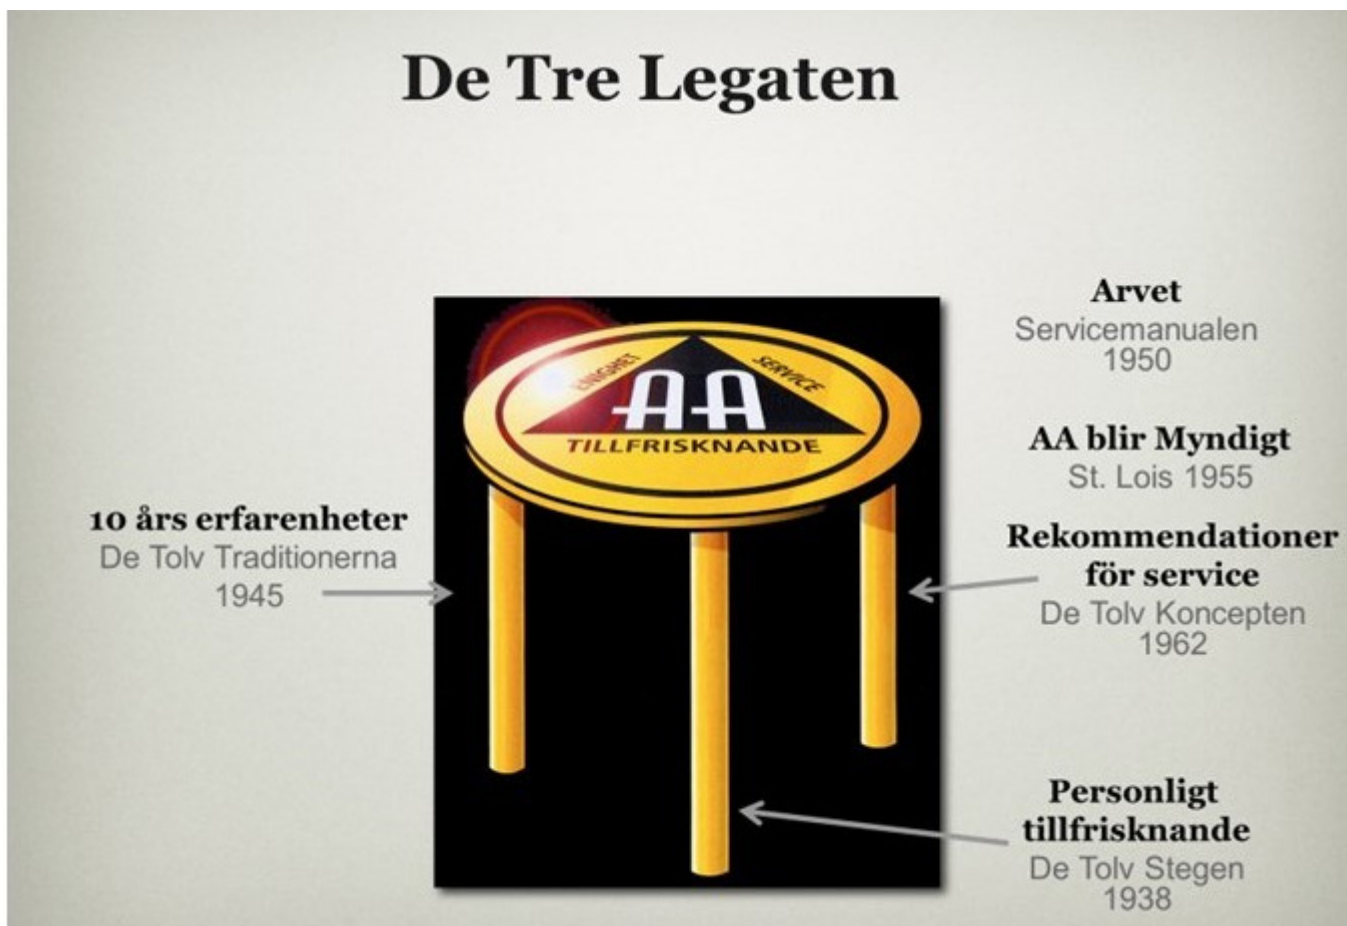 De Tre Legaten
Arvet
Servicemanualen
1950
AA blir Myndigt
St. Lois 1955
10 års erfarenheter
De Tolv Traditionerna
1945
ENIGHET
SERVICE
AA
TILLFRISKNANDE
Rekommendationer
för service
De Tolv Koncepten
1962
Personligt
tillfrisknande
De Tolv Stegen
1938